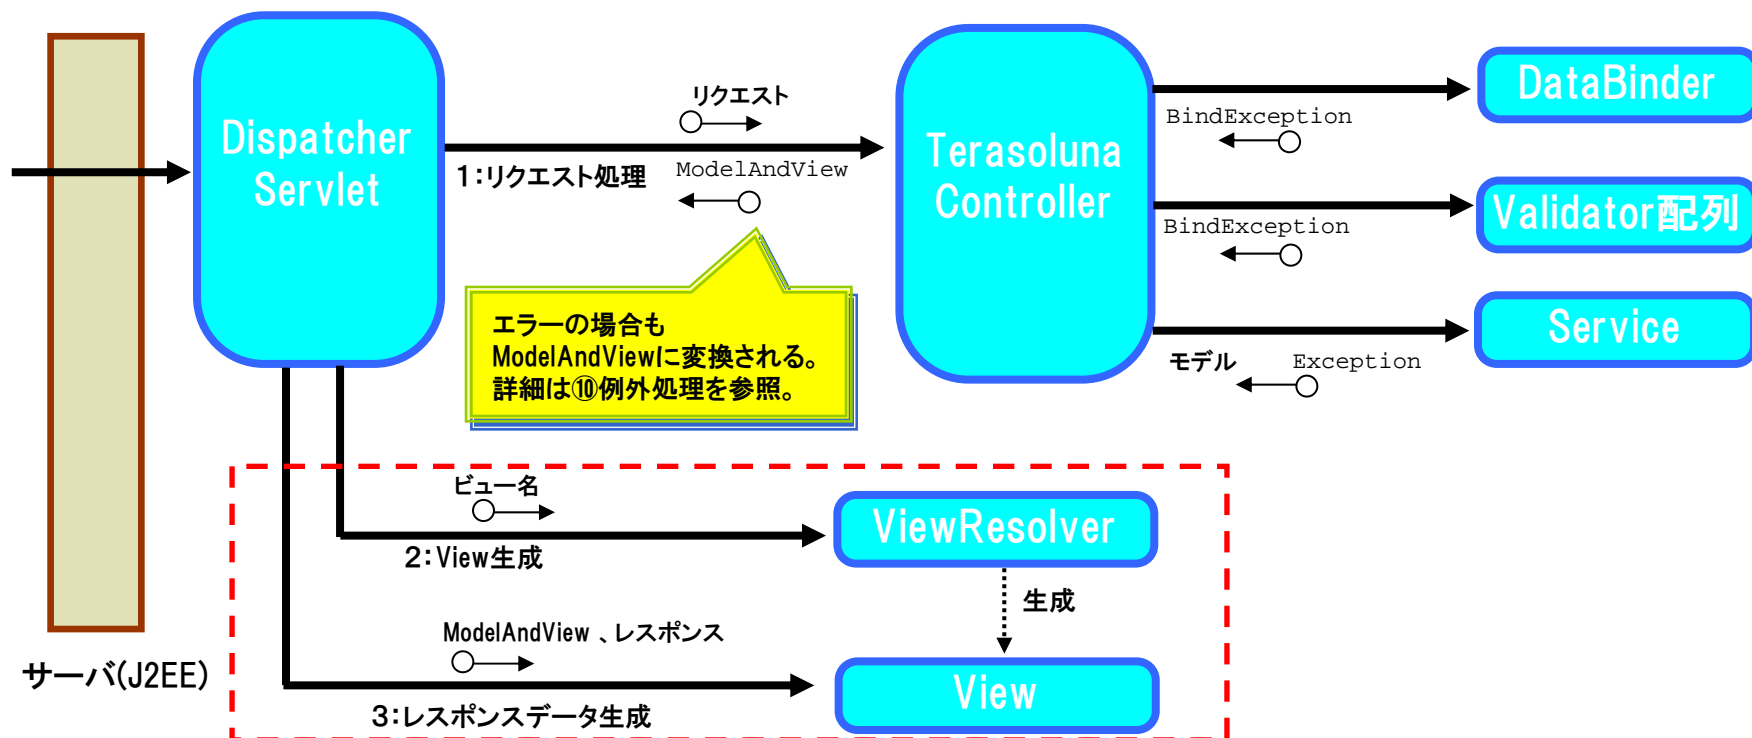 Dispatcher
Servlet
リクエスト
1:リクエスト処理
ModelAndView
Terasoluna
Controller
DataBinder
BindException
Validator配列
BindException
Service
モデル
Exception
エラーの場合も
ModelAndViewに変換される。
詳細は⑩例外処理を参照。
ビュー名
2:View生成
ViewResolver
生成
ModelAndView 、レスポンス
3:レスポンスデータ生成
View
サーバ(J2EE)